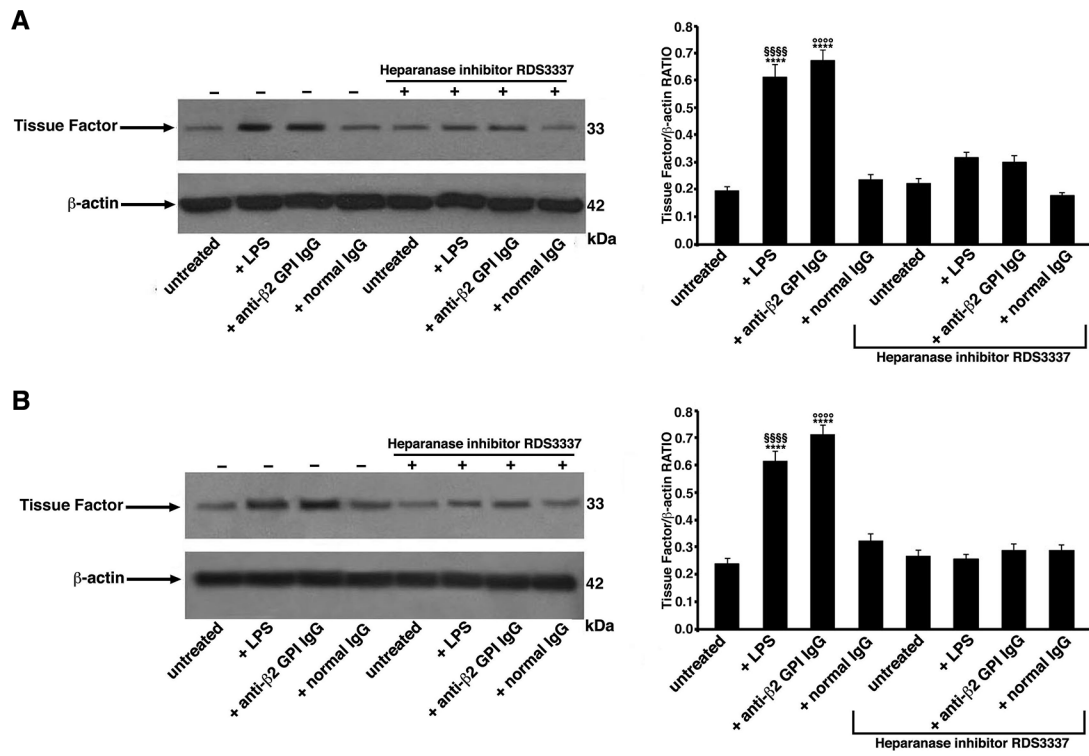 A
Heparanase inhibitor RDS3337
− − − − + + + +
Tissue Factor
33
β-actin
42
kDa
untreated
+ LPS
+ anti-β2 GPI IgG
+ normal IgG
untreated
+ LPS
+ anti-β2 GPI IgG
+ normal IgG
Tissue Factor/β-actin RATIO
0.8
0.7
0.6
0.5
0.4
0.3
0.2
0.1
0.0
§§§§
****
°°°°
****
untreated
+ LPS
+ anti-β2 GPI IgG
+ normal IgG
untreated
+ LPS
+ anti-β2 GPI IgG
+ normal IgG
Heparanase inhibitor RDS3337
B
Heparanase inhibitor RDS3337
− − − − + + + +
Tissue Factor
33
β-actin
42
kDa
untreated
+ LPS
+ anti-β2 GPI IgG
+ normal IgG
untreated
+ LPS
+ anti-β2 GPI IgG
+ normal IgG
Tissue Factor/β-actin RATIO
0.8
0.7
0.6
0.5
0.4
0.3
0.2
0.1
0.0
§§§§
****
°°°°
****
untreated
+ LPS
+ anti-β2 GPI IgG
+ normal IgG
untreated
+ LPS
+ anti-β2 GPI IgG
+ normal IgG
Heparanase inhibitor RDS3337